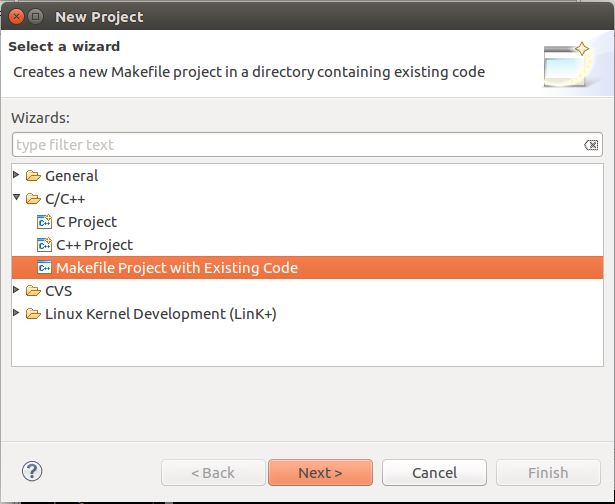 New Project
Select a wizard
Creates a new Makefile project in a directory containing existing code
Wizards:
type filter text
General
C/C++
C Project
C++ Project
Makefile Project with Existing Code
CVS
Linux Kernel Development (LinK+)
< Back
Next >
Cancel
Finish